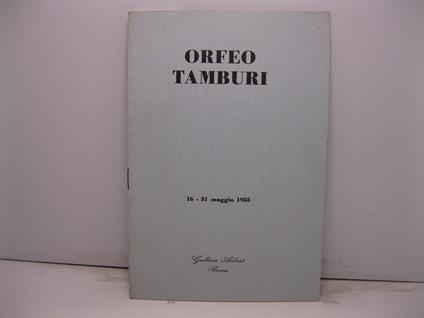 ORFEO
TAMBURI
16 - 31 maggio 1955
Galleria Alibert
Roma